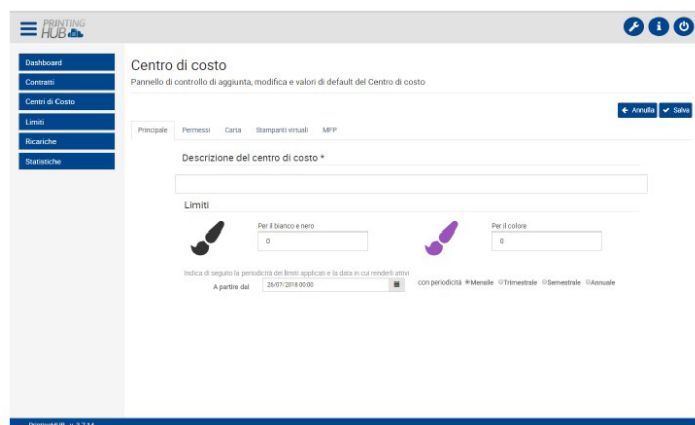 PRINTING
HUB
Dashboard
Contratti
Centri di Costo
Limiti
Ricariche
Statistiche
Centro di costo
Pannello di controllo di aggiunta, modifica e valori di default del Centro di costo
Annulla
Salva
Principale Permessi Carta Stampanti virtuali MFP
Descrizione del centro di costo *
Limiti
Per il bianco e nero
0
Per il colore
0
Indica di seguito la periodicità dei limiti applicati e la data in cui renderli attivi
A partire dal 26/07/2018 00:00 con periodicità Mensile Trimestrale Semestrale Annuale